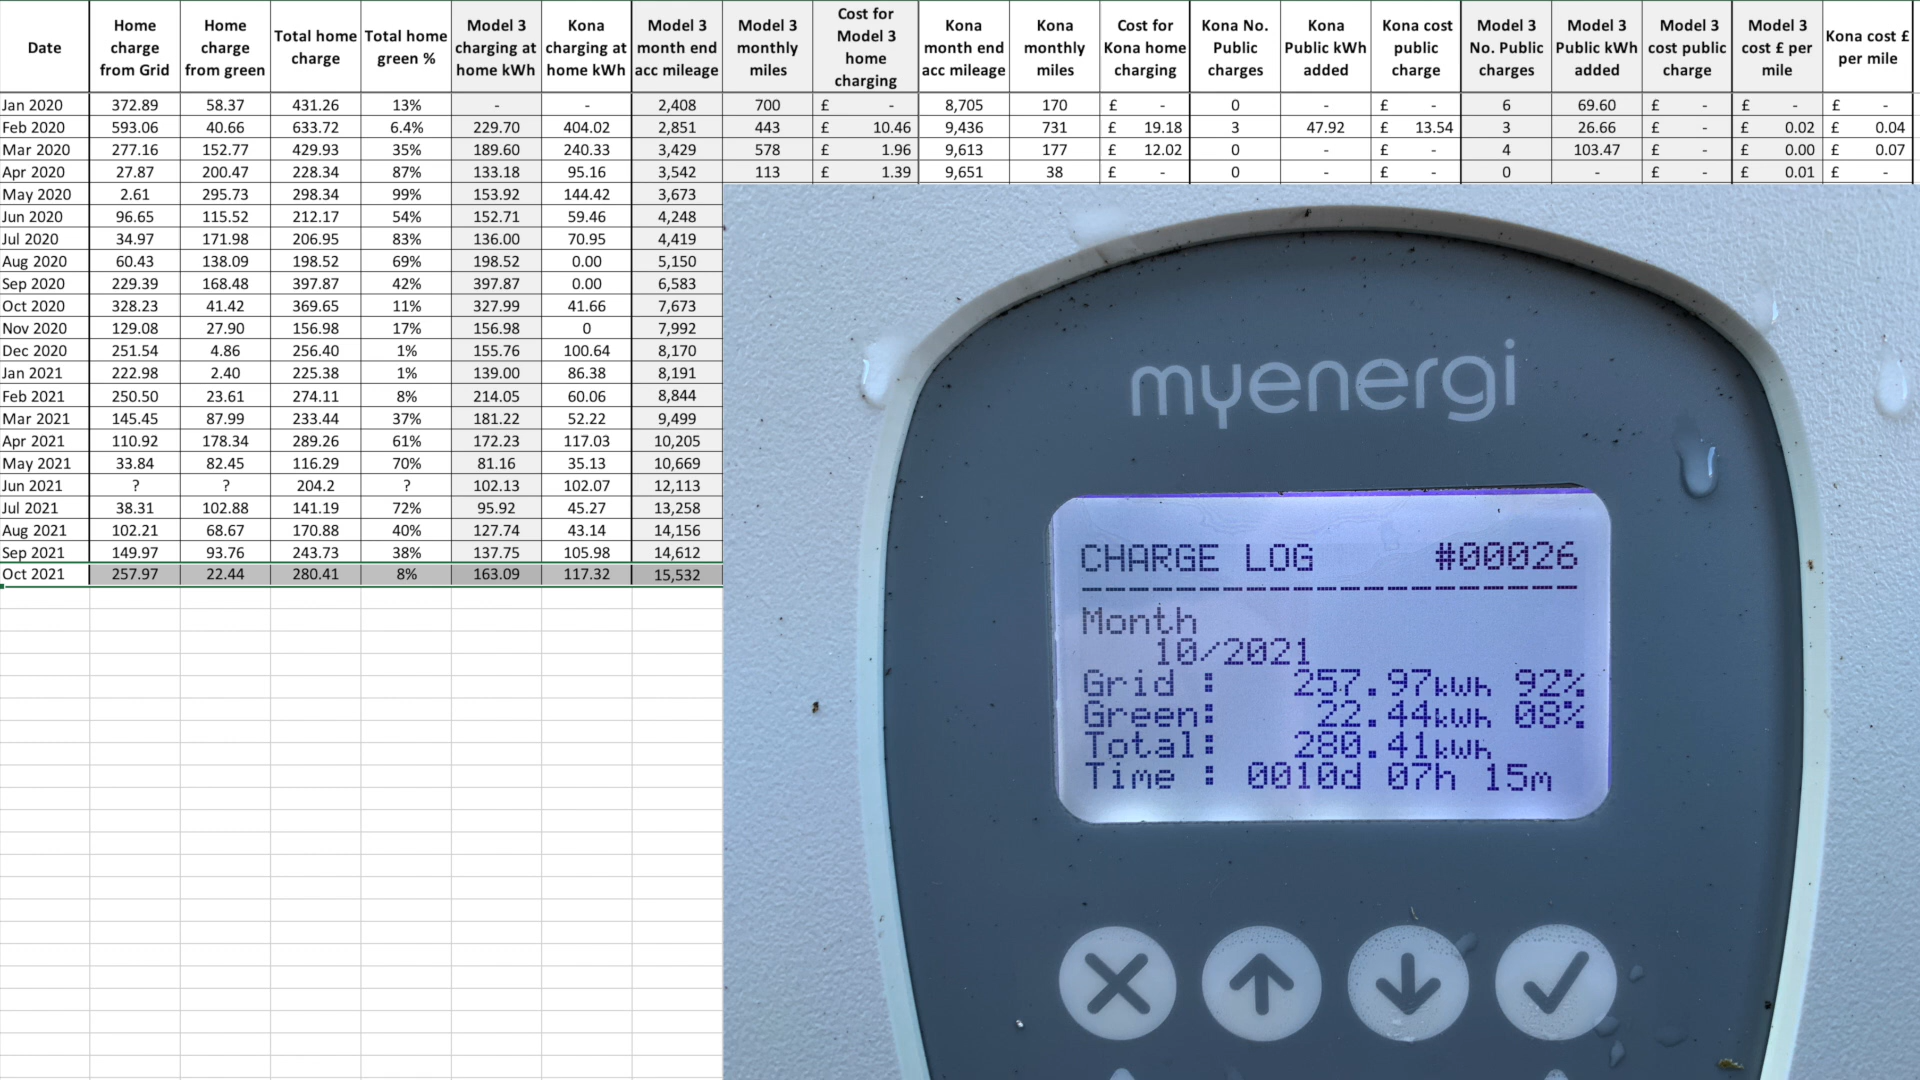 Date Home charge from Grid Home charge from green Total home charge Total home green % Model 3 charging at home kWh Kona charging at home kWh Model 3 month end acc mileage Model 3 monthly miles Cost for Model 3 home charging Kona month end acc mileage Kona monthly miles Cost for Kona home charging Kona No. Public charges Kona Public kWh added Kona cost public charge Model 3 No. Public charges Model 3 Public kWh added Model 3 cost public charge Model 3 cost £ per mile Kona cost £ per mile
Jan 2020 372.89 58.37 431.26 13% - - 2,408 700 £ - 8,705 170 £ - 0 - £ - 6 69.60 £ - £ - £ -
Feb 2020 593.06 40.66 633.72 6.4% 229.70 404.02 2,851 443 £ 10.46 9,436 731 £ 19.18 3 47.92 £ 13.54 3 26.66 £ - £ 0.02 £ 0.04
Mar 2020 277.16 152.77 429.93 35% 189.60 240.33 3,429 578 £ 1.96 9,613 177 £ 12.02 0 - £ - 4 103.47 £ - £ 0.00 £ 0.07
Apr 2020 27.87 200.47 228.34 87% 133.18 95.16 3,542 113 £ 1.39 9,651 38 £ - 0 - £ - 0 - £ - £ 0.01 £ -
May 2020 2.61 295.73 298.34 99% 153.92 144.42 3,673
Jun 2020 96.65 115.52 212.17 54% 152.71 59.46 4,248
Jul 2020 34.97 171.98 206.95 83% 136.00 70.95 4,419
Aug 2020 60.43 138.09 198.52 69% 198.52 0.00 5,150
Sep 2020 229.39 168.48 397.87 42% 397.87 0.00 6,583
Oct 2020 328.23 41.42 369.65 11% 327.99 41.66 7,673
Nov 2020 129.08 27.90 156.98 17% 156.98 0 7,992
Dec 2020 251.54 4.86 256.40 1% 155.76 100.64 8,170
Jan 2021 222.98 2.40 225.38 1% 139.00 86.38 8,191
Feb 2021 250.50 23.61 274.11 8% 214.05 60.06 8,844
Mar 2021 145.45 87.99 233.44 37% 181.22 52.22 9,499
Apr 2021 110.92 178.34 289.26 61% 172.23 117.03 10,205
May 2021 33.84 82.45 116.29 70% 81.16 35.13 10,669
Jun 2021 ? ? 204.2 ? 102.13 102.07 12,113
Jul 2021 38.31 102.88 141.19 72% 95.92 45.27 13,258
Aug 2021 102.21 68.67 170.88 40% 127.74 43.14 14,156
Sep 2021 149.97 93.76 243.73 38% 137.75 105.98 14,612
Oct 2021 257.97 22.44 280.41 8% 163.09 117.32 15,532
myenergi
CHARGE LOG #00026
Month
10/2021
Grid : 257.97kWh 92%
Green: 22.44kWh 08%
Total: 280.41kWh
Time : 0010d 07h 15m